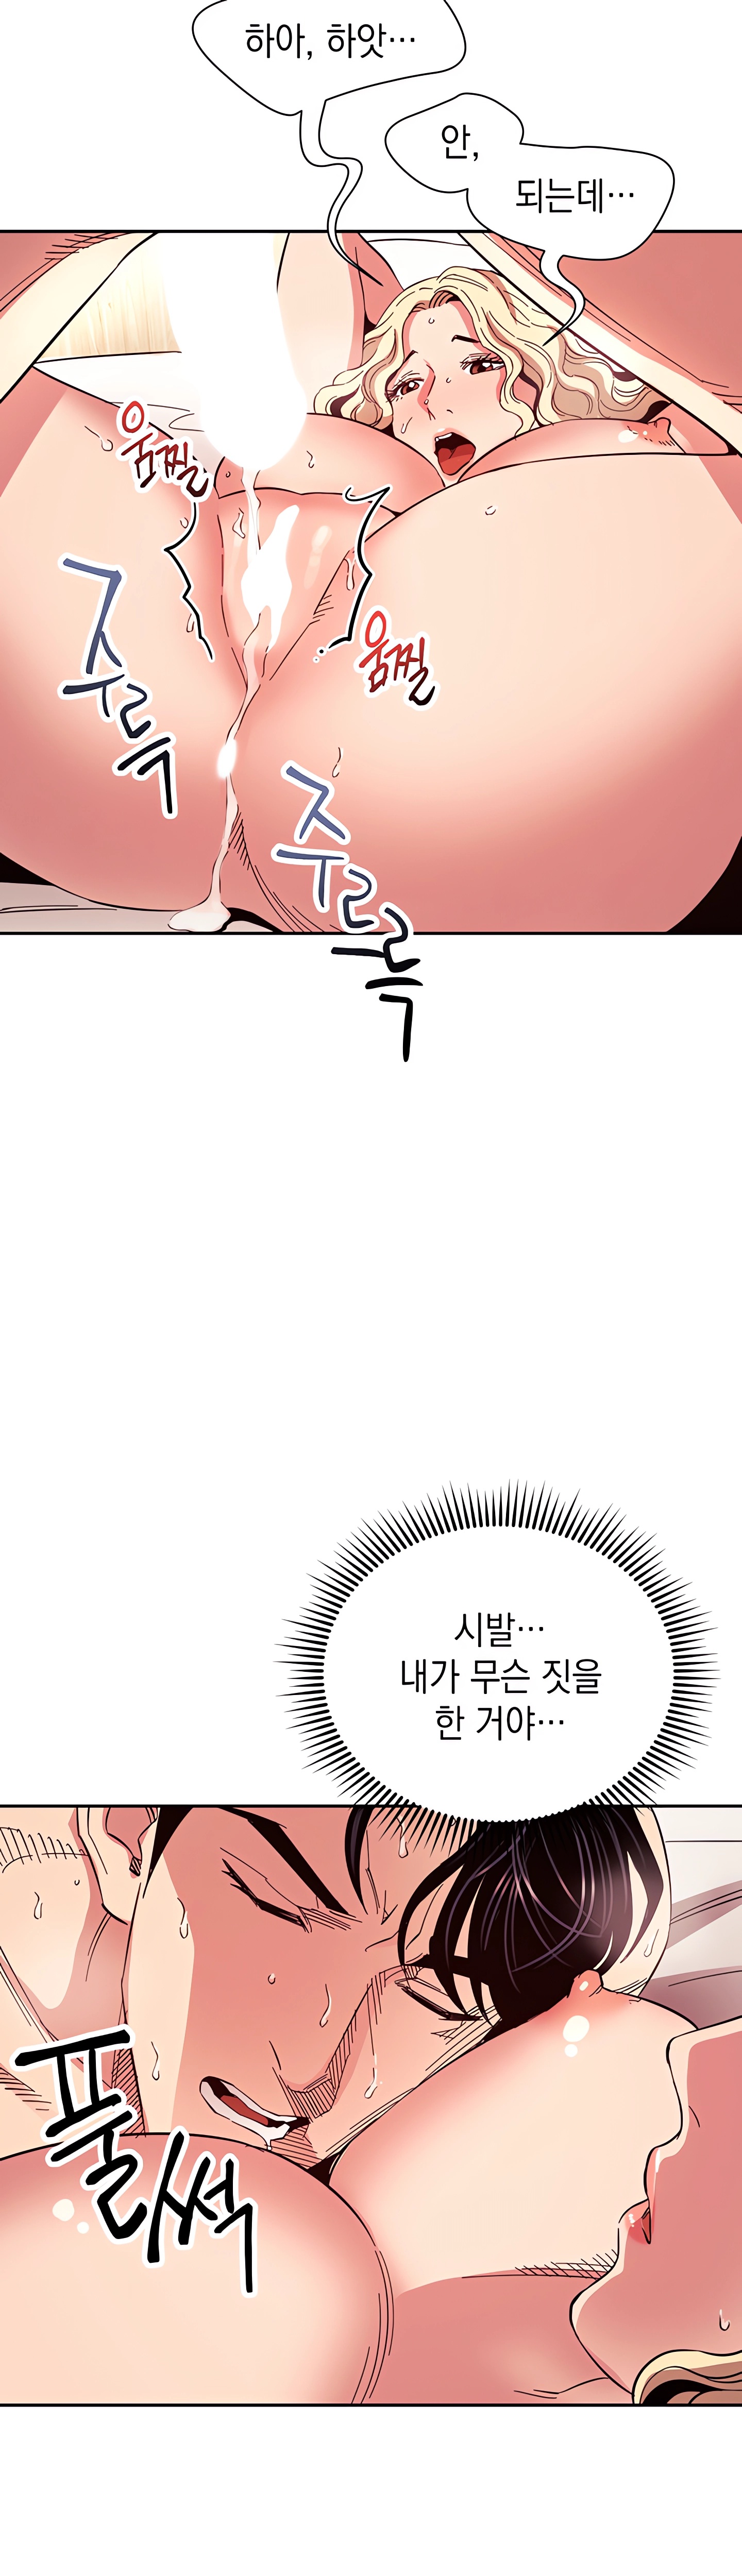 하아, 하앗…
안,
되는데…
움찔
주르륵
움찔
주르륵
시발…
내가 무슨 짓을
한 거야…
풀썩